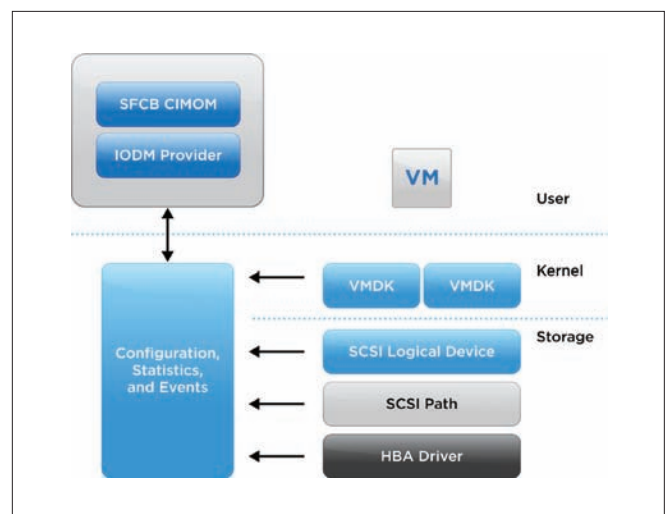 SFCB CIMOM
IODM Provider
VM
User
Kernel
VMDK
VMDK
Storage
Configuration,
Statistics,
and Events
SCSI Logical Device
SCSI Path
HBA Driver